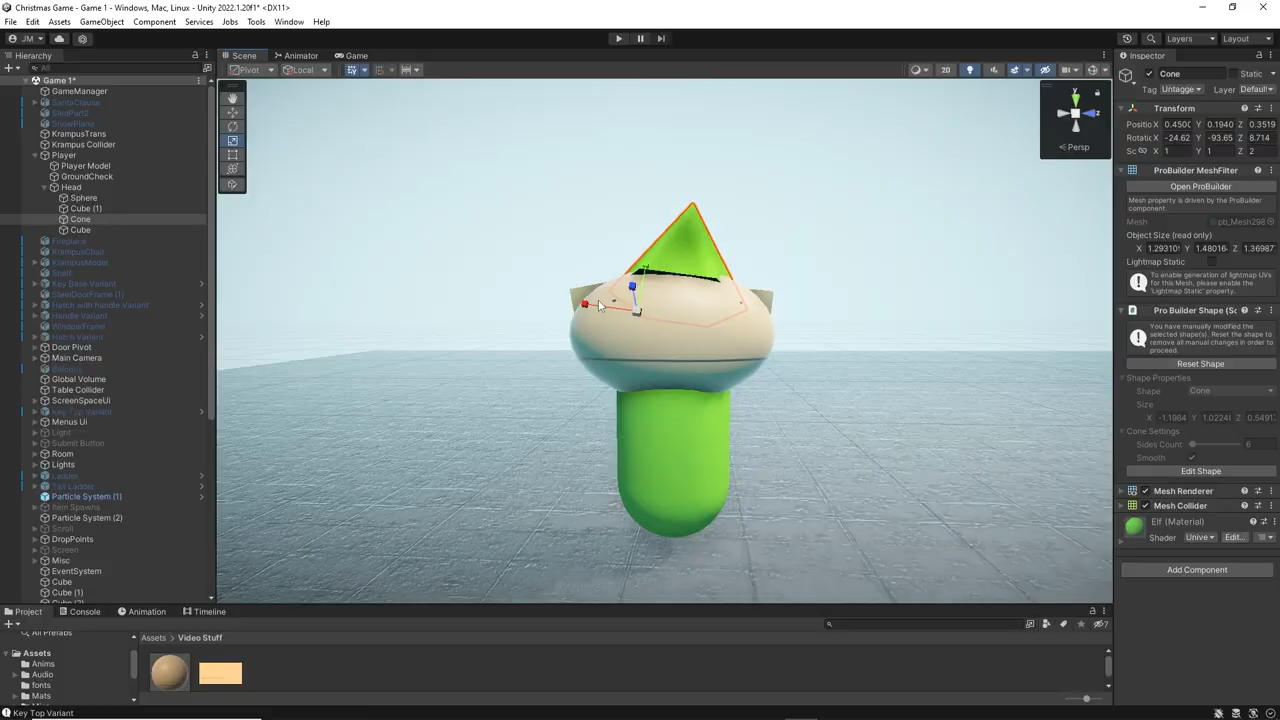 Christmas Game - Game 1 - Windows, Mac, Linux - Unity 2022.1.20f1* <DX11>
File Edit Assets GameObject Component Services Jobs Tools Window Help
JM Layers Layout
Hierarchy Scene Animator Game Inspector
All Pivot Local 2D
Game 1*
GameManager
SantaClause
SledPart2
SnowPlane
KrampusTrans
Krampus Collider
Player
Player Model
GroundCheck
Head
Sphere
Cube (1)
Cone
Cube
Fireplace
KrampusChair
KrampusModel
Shelf
Key Base Variant
SteelDoorFrame (1)
Hatch with handle Variant
Handle Variant
WindowFrame
Hatch Variant
Door Pivot
Main Camera
Global Volume
Table Collider
ScreenSpaceUi
Key Top Variant
Menus Ui
Light
Submit Button
Room
Lights
Ladder
Tall Ladder
Particle System (1)
Item Spawns
Particle System (2)
Scroll
DropPoints
Screen
Misc
EventSystem
Cube
Cube (1)
y
z
Persp
Cone Static
Tag Untagge Layer Default
Transform
Positio X 0.450( Y 0.1940 Z 0.3519
Rotatic X -24.62 Y -93.65 Z 8.714
Sc X 1 Y 1 Z 2
ProBuilder MeshFilter
Open ProBuilder
Mesh property is driven by the ProBuilder
component.
Mesh pb_Mesh298
Object Size (read only)
X 1.29310 Y 1.48016 Z 1.36987
Lightmap Static
To enable generation of lightmap UVs
for this Mesh, please enable the
'Lightmap Static' property.
Pro Builder Shape (Sc
You have manually modified the
selected shape(s). Reset the shape to
remove all manual changes in order to
proceed.
Reset Shape
Shape Properties
Shape Cone
Size
X -1.1984 Y 1.0224 Z 0.5491
Cone Settings
Sides Count 6
Smooth
Edit Shape
Mesh Renderer
Mesh Collider
Elf (Material)
Shader Unive Edit...
Add Component
Project Console Animation Timeline
All Prefabs
Assets
Anims
Audio
fonts
Mats
Assets > Video Stuff
7
Key Top Variant